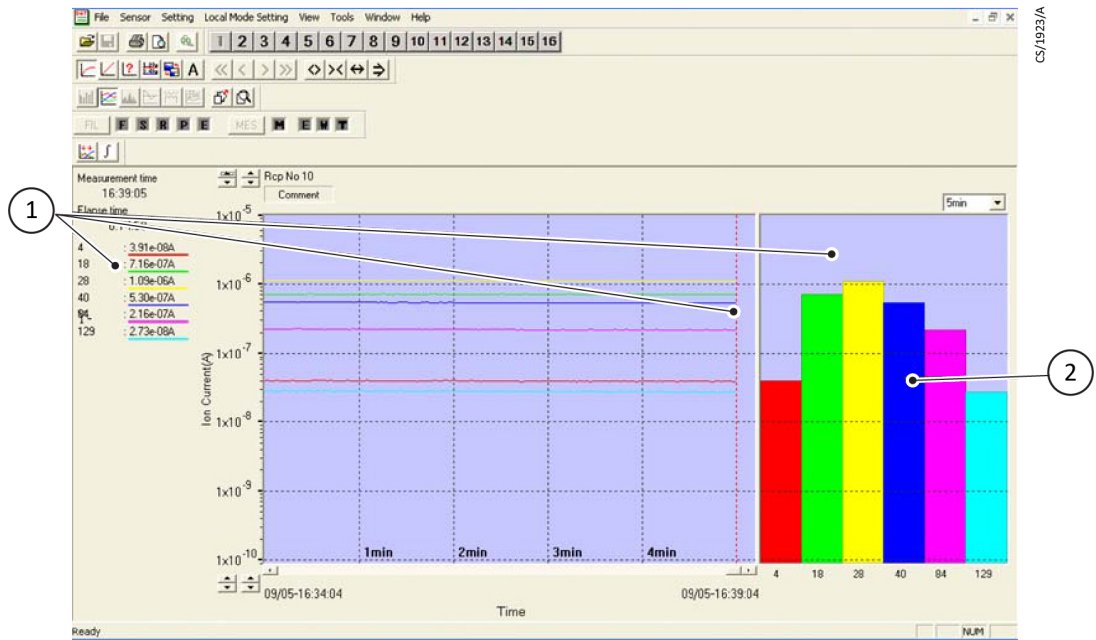 File Sensor Setting Local Mode Setting View Tools Window Help
CS/1923/A
1 2 3 4 5 6 7 8 9 10 11 12 13 14 15 16
A
FIL F S R P E MES M E W T
Measurement time
16:39:05
Elapse time
Rcp No 10
Comment
5min
1
2
4 : 3.91e-08A
18 : 7.16e-07A
28 : 1.09e-06A
40 : 5.30e-07A
84 : 2.16e-07A
129 : 2.73e-08A
1x10-5
1x10-6
1x10-7
1x10-8
1x10-9
1x10-10
Ion Current(A)
1min 2min 3min 4min
4 18 28 40 84 129
09/05-16:34:04 09/05-16:39:04
Time
Ready NUM